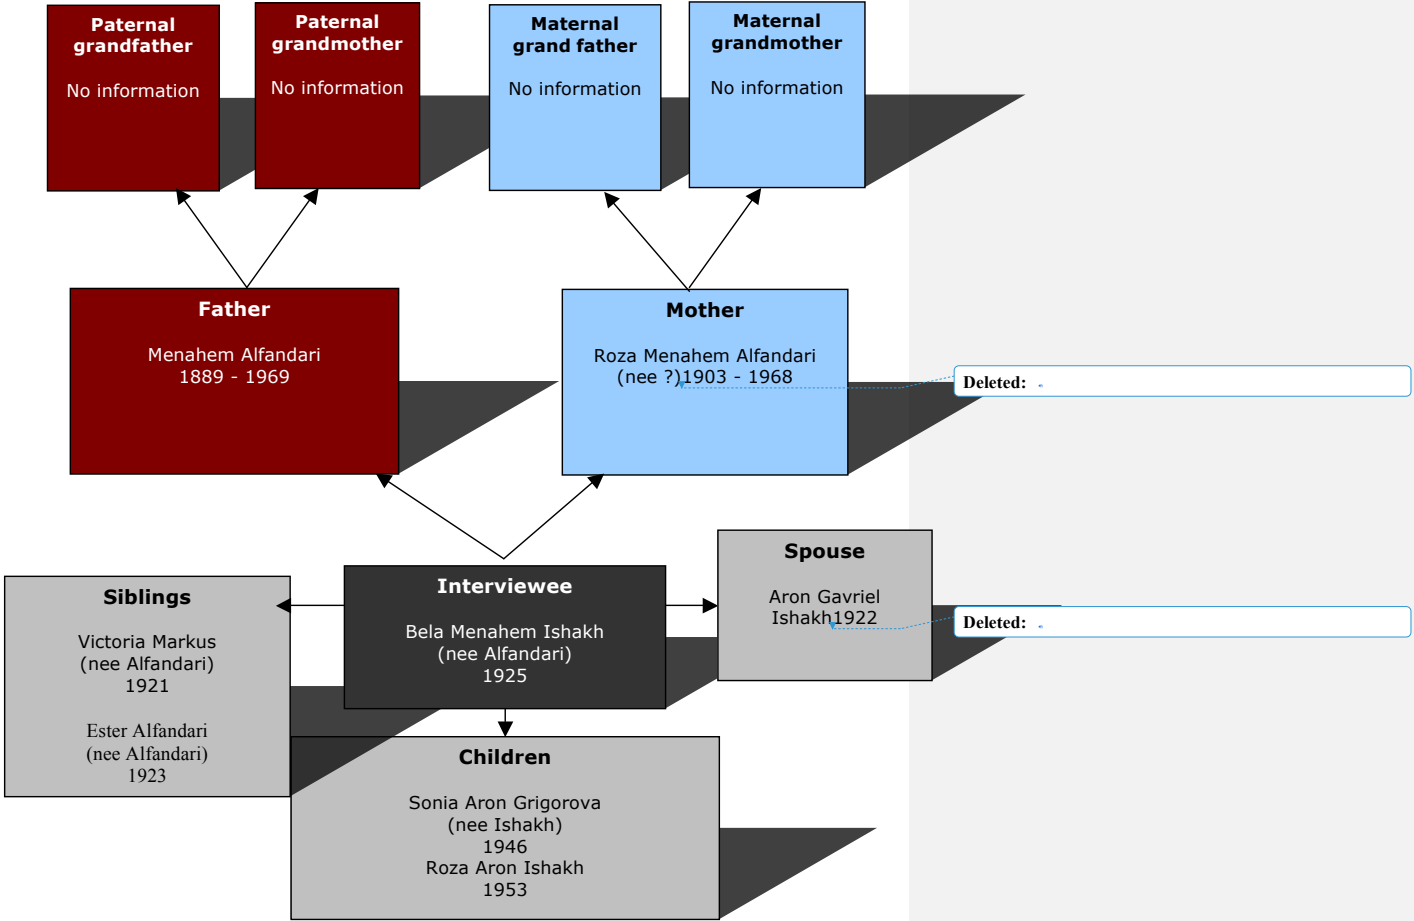 Paternal
grandfather
No information
Paternal
grandmother
No information
Maternal
grand father
No information
Maternal
grandmother
No information
Father
Menahem Alfandari
1889 - 1969
Mother
Roza Menahem Alfandari
(nee ?)1903 - 1968
Deleted:
Siblings
Victoria Markus
(nee Alfandari)
1921
Ester Alfandari
(nee Alfandari)
1923
Interviewee
Bela Menahem Ishakh
(nee Alfandari)
1925
Spouse
Aron Gavriel
Ishakh1922
Deleted:
Children
Sonia Aron Grigorova
(nee Ishakh)
1946
Roza Aron Ishakh
1953